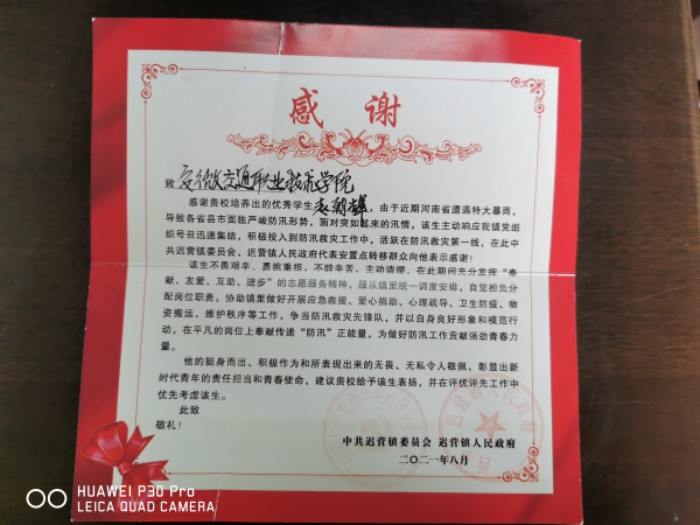 感谢
致 安徽交通职业技术学院
感谢贵校培养出的优秀学生袁朝雄，由于近期河南省遭遇特大暴雨，
导致各省县市面临严峻防汛形势，面对突如起来的汛情，该生主动响应我镇党组
织号召迅速集结，积极投入到防汛救灾工作中，活跃在防汛救灾第一线，在此中
共迟营镇委员会、迟营镇人民政府代表安置点转移群众向他表示感谢！
该生不畏艰辛、勇挑重担、不辞辛苦、主动请缨，在此期间充分发挥“奉
献、友爱、互助、进步”的志愿服务精神，服从镇里统一调度安排，自觉担负分
配岗位职责，协助镇里做好开展应急救援、爱心捐助、心理疏导、卫生防疫、物
资搬运、维护秩序等工作，争当防汛救灾先锋队，并以自身良好形象和模范行
动，在平凡的岗位上奉献传递“防汛”正能量，为做好防汛工作贡献强劲青春力
量。
他的挺身而出、积极作为和所表现出来的无畏、无私令人敬佩，彰显出新
时代青年的责任担当和青春使命，建议贵校给予该生表扬，并在评优评先工作中
优先考虑该生。
此致
敬礼！
中共迟营镇委员会 迟营镇人民政府
二〇二一年八月
HUAWEI P30 Pro
LEICA QUAD CAMERA